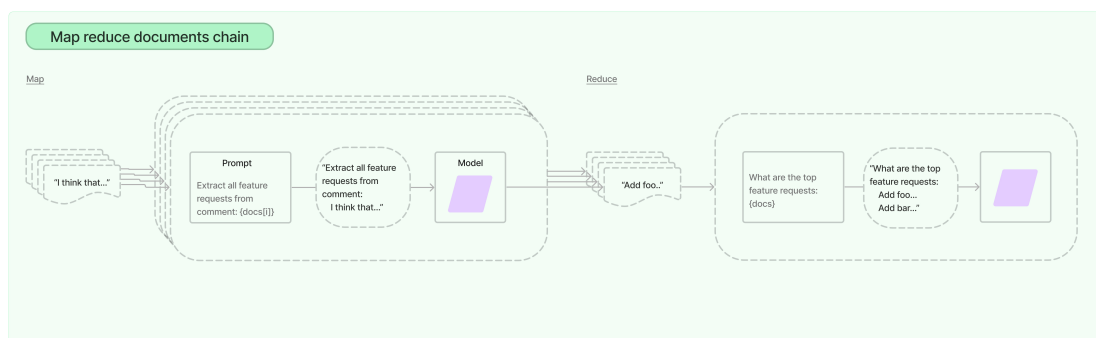 Map reduce documents chain
Map
Reduce
"I think that..."
Prompt
Extract all feature
requests from
comment: {docs[i]}
"Extract all feature
requests from
comment:
I think that..."
Model
"Add foo.."
What are the top
feature requests:
{docs}
"What are the top
feature requests:
Add foo...
Add bar..."